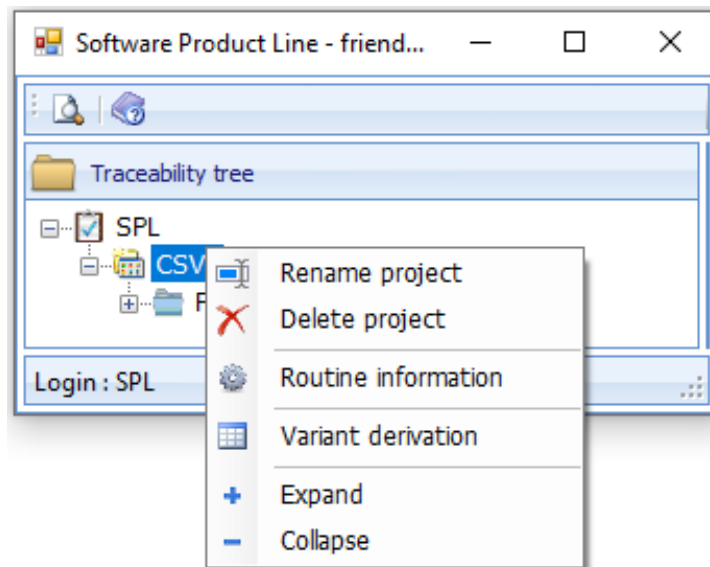 Software Product Line - friend...
Traceability tree
SPL
CSV
Rename project
Delete project
Routine information
Variant derivation
Expand
Collapse
Login : SPL